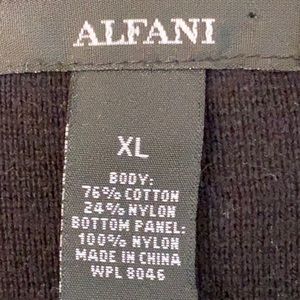 ALFANI
XL
BODY:
76% COTTON
24% NYLON
BOTTOM PANEL:
100% NYLON
MADE IN CHINA
WPL 8046